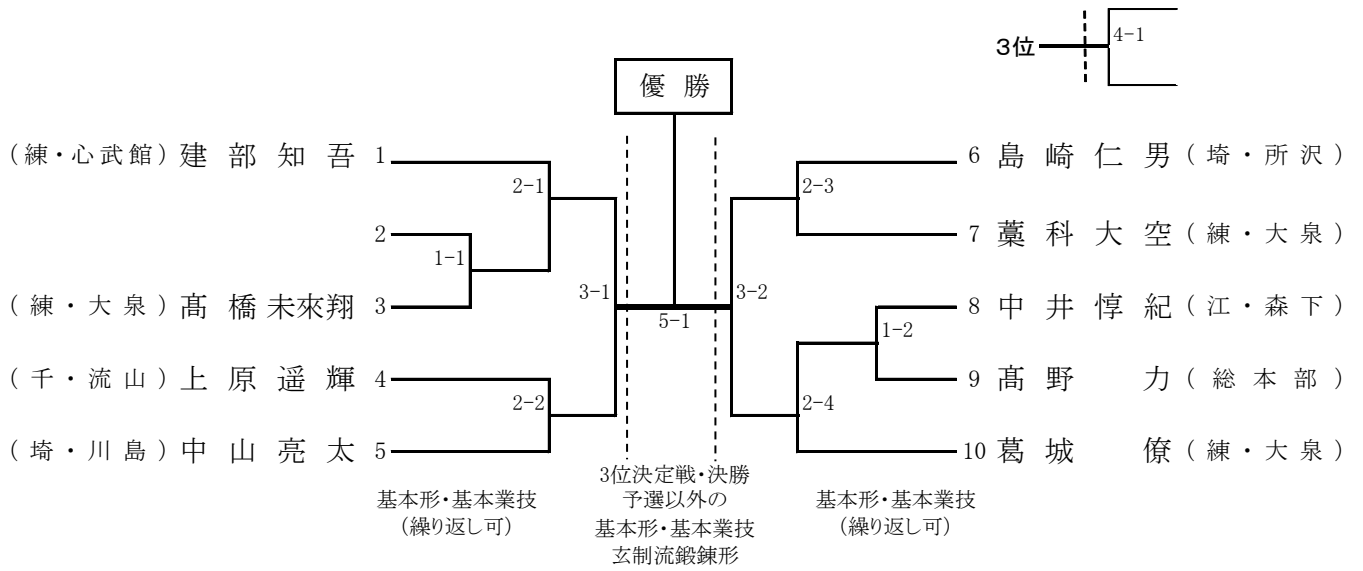 3位
4-1
優勝
(練・心武館) 建部知吾 1
2-1
2
1-1
(練・大泉) 髙橋未來翔 3
3-1
(千・流山) 上原遥輝 4
2-2
(埼・川島) 中山亮太 5
基本形・基本業技
(繰り返し可)
5-1
3位決定戦・決勝
予選以外の
基本形・基本業技
玄制流鍛錬形
6 島崎仁男 (埼・所沢)
2-3
7 藁科大空 (練・大泉)
3-2
8 中井惇紀 (江・森下)
1-2
9 髙野力 (総本部)
2-4
10 葛城僚 (練・大泉)
基本形・基本業技
(繰り返し可)